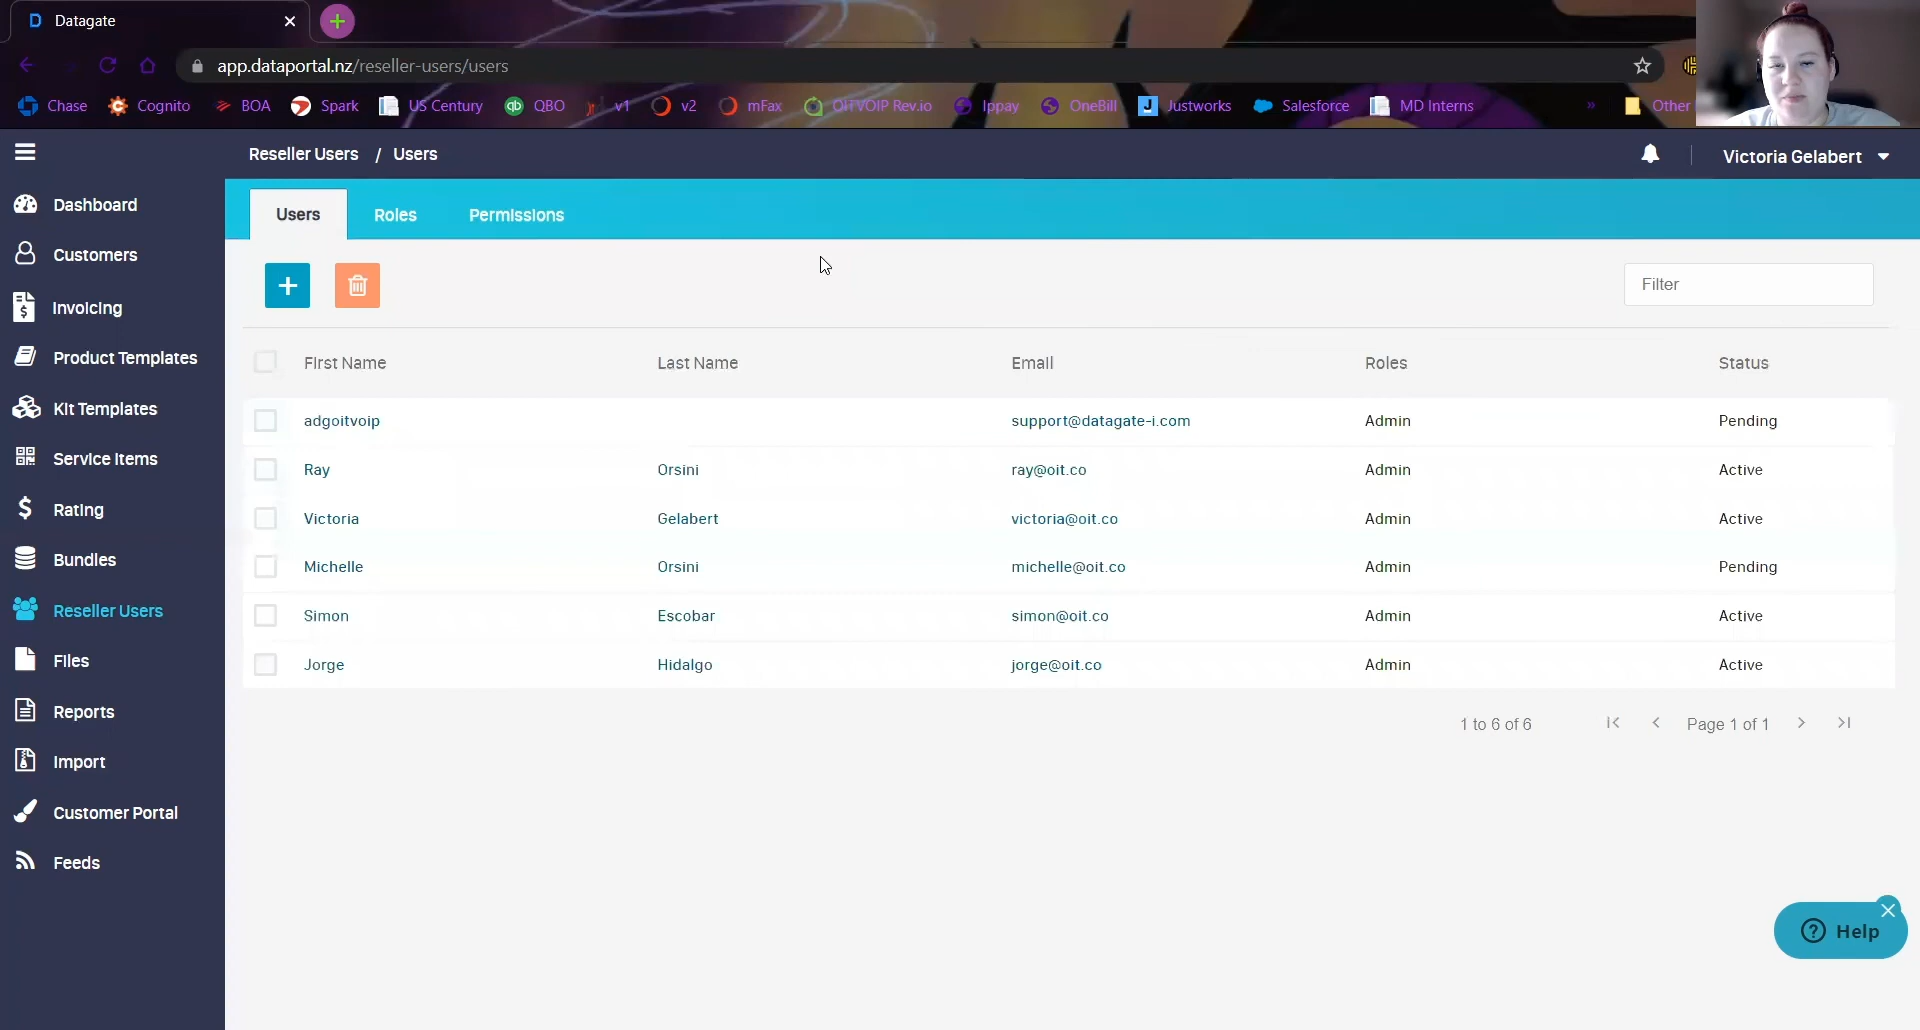 Datagate
app.dataportal.nz/reseller-users/users
Chase Cognito BOA Spark US Century QBO v1 v2 mFax OITVOIP Rev.io Ippay OneBill Justworks Salesforce MD Interns » Other
Reseller Users / Users
Victoria Gelabert
Dashboard
Customers
Invoicing
Product Templates
Kit Templates
Service Items
Rating
Bundles
Reseller Users
Files
Reports
Import
Customer Portal
Feeds
Users Roles Permissions
Filter
First Name Last Name Email Roles Status
adgoitvoip support@datagate-i.com Admin Pending
Ray Orsini ray@oit.co Admin Active
Victoria Gelabert victoria@oit.co Admin Active
Michelle Orsini michelle@oit.co Admin Pending
Simon Escobar simon@oit.co Admin Active
Jorge Hidalgo jorge@oit.co Admin Active
1 to 6 of 6 Page 1 of 1
Help